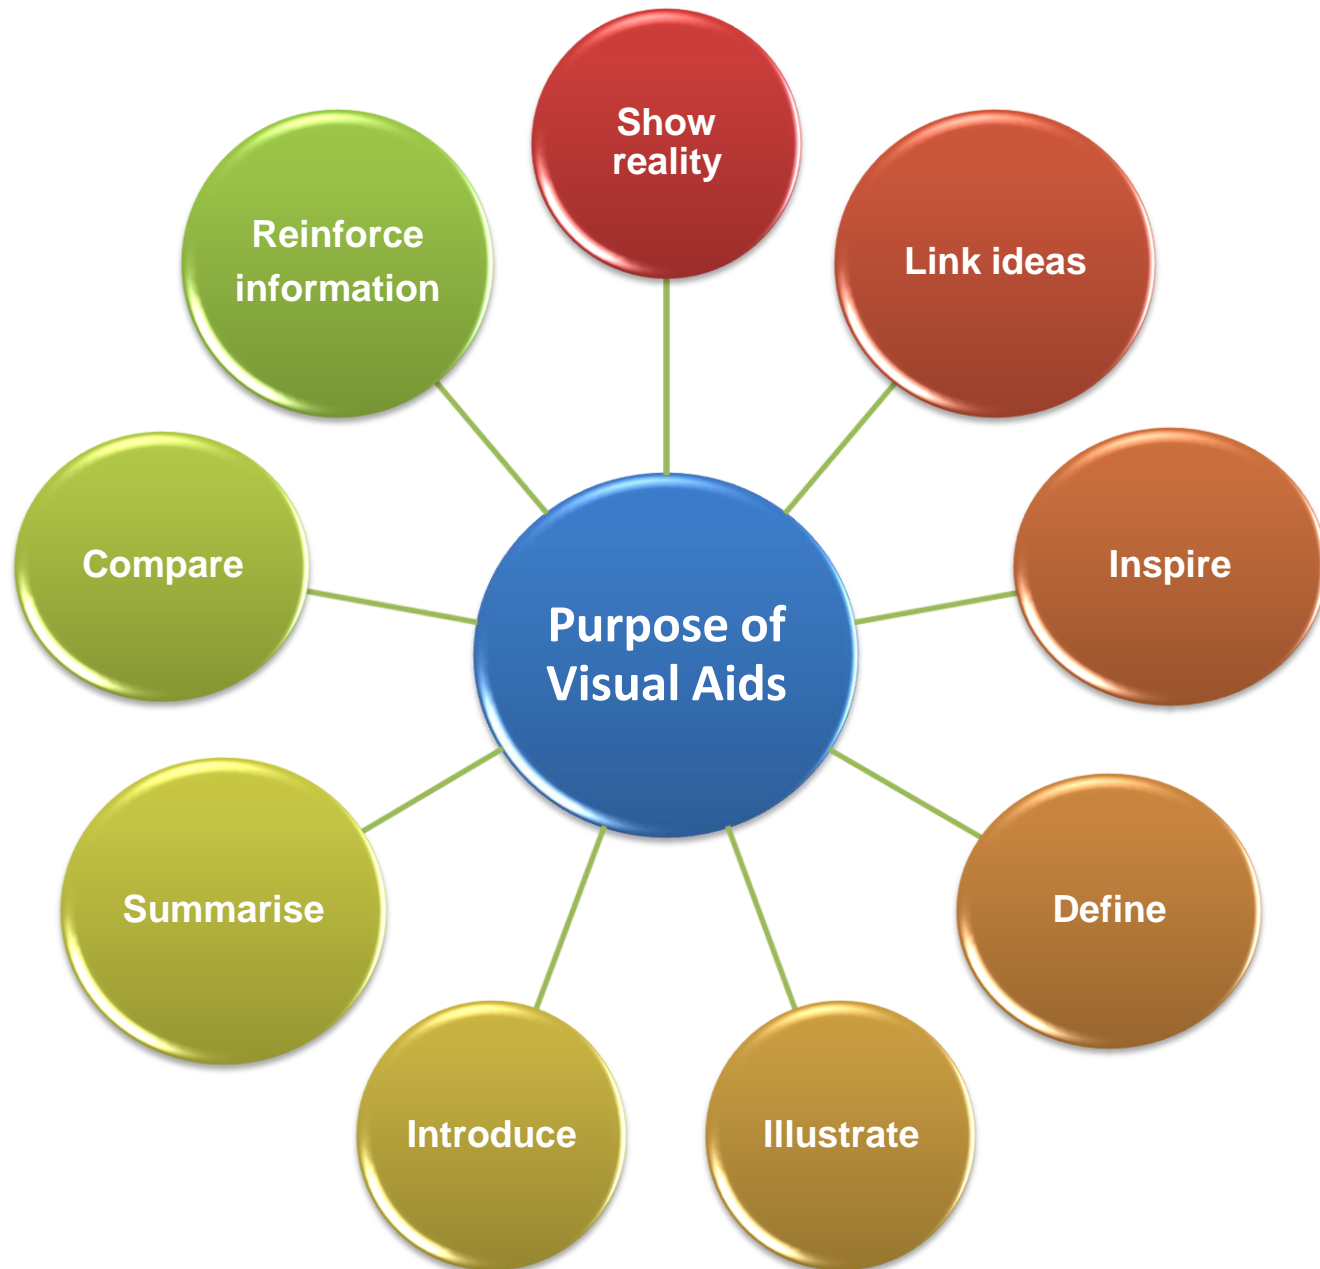 Show
reality
Link ideas
Reinforce
information
Inspire
Compare
Purpose of
Visual Aids
Define
Summarise
Illustrate
Introduce